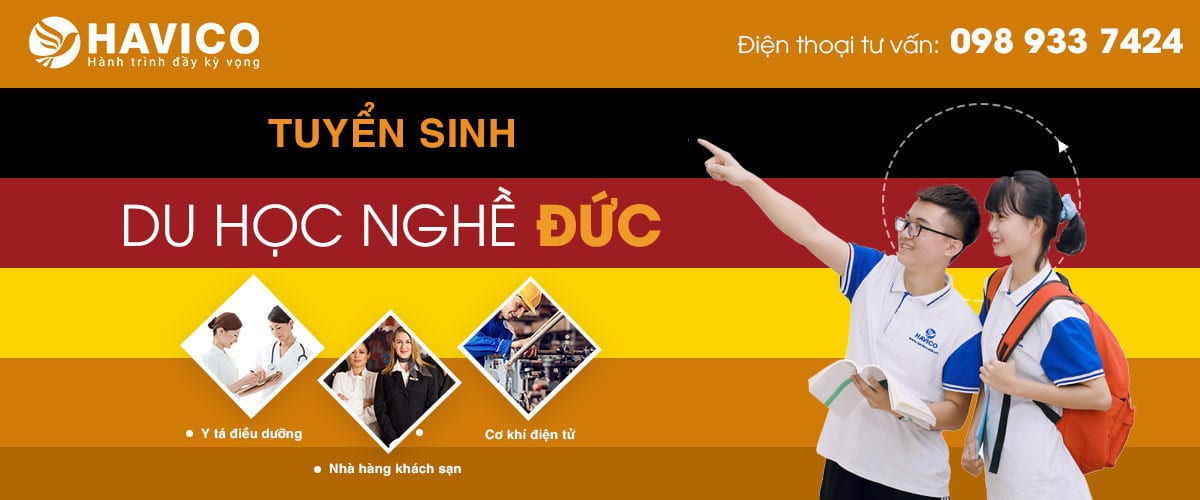 HAVICO
Hành trình đầy kỳ vọng
Điện thoại tư vấn: 098 933 7424
TUYỂN SINH
DU HỌC NGHỀ ĐỨC
Y tá điều dưỡng
Nhà hàng khách sạn
Cơ khí điện tử
HAVICO